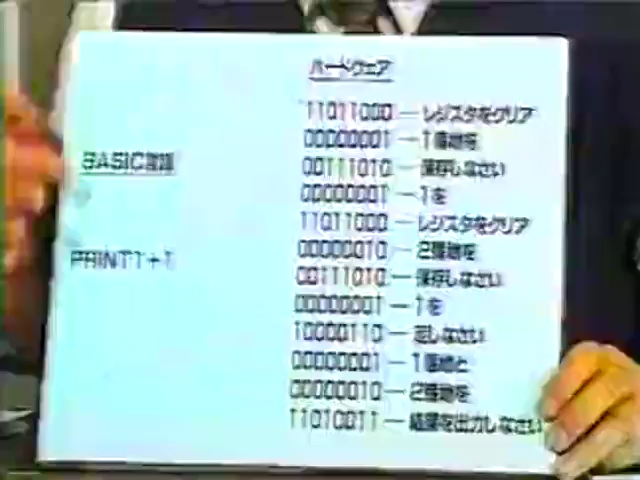 BASIC言語
PRINT1+1
ハードウェア
11011000—レジスタをクリア
00000001—1番地を
00111010—保存しなさい
00000001—1を
11011000—レジスタをクリア
00000010—2番地を
00111010—保存しなさい
00000001—1を
10000110—足しなさい
00000001—1番地と
00000010—2番地を
11010011—結果を出力しなさい